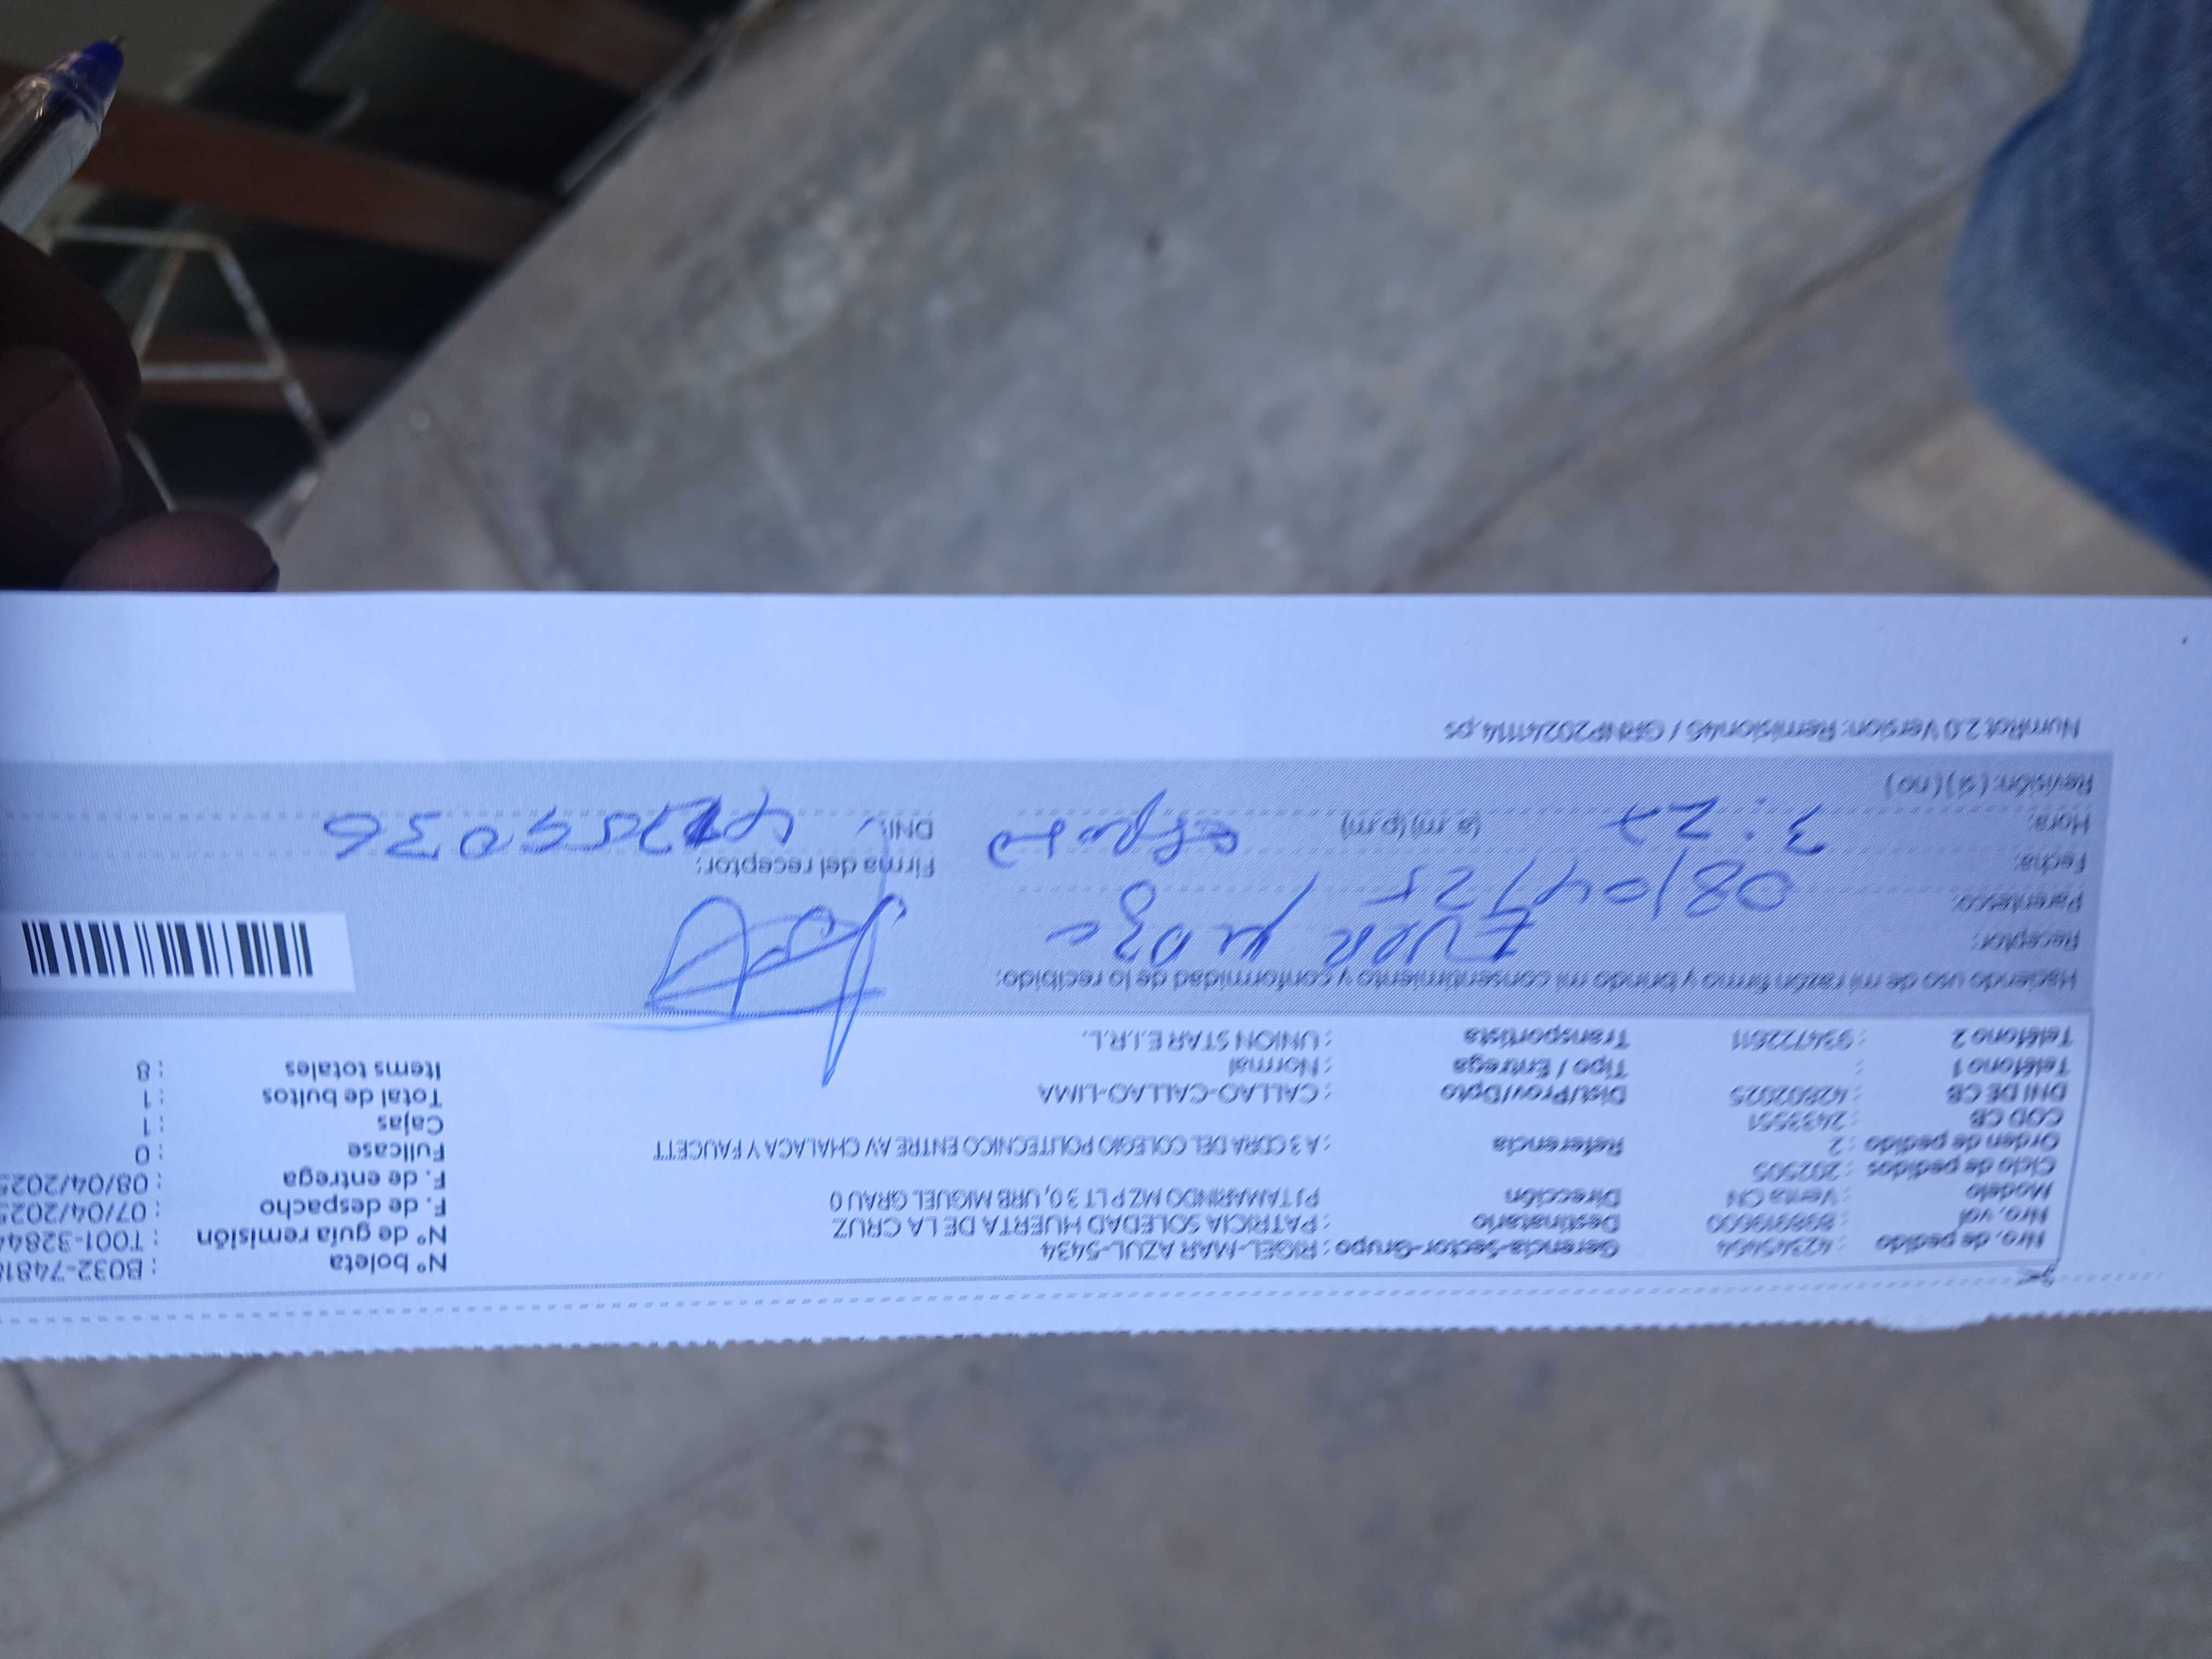 Nro. de pedido : 42345454 Gerencia-Sector-Grupo : RIGEL-MAR AZUL-5434 Nº boleta : B032-7481
Nro. vol : 898919600 Destinatario : PATRICIA SOLEDAD HUERTA DE LA CRUZ Nº de guía remisión : T001-3284
Modelo : Venta CN Dirección PJ TAMARINDO MZ P LT 3 0, URB MIGUEL GRAU 0 F. de despacho : 07/04/2025
Ciclo de pedidos : 202505 F. de entrega : 08/04/2025
Orden de pedido : 2 Referencia : A 3 CDRA DEL COLEGIO POLITECNICO ENTRE AV CHALACA Y FAUCETT Fullcase : 0
COD CB : 2433551 Cajas : 1
DNI DE CB : 42802025 Dist/Prov/Dpto : CALLAO-CALLAO-LIMA Total de bultos : 1
Teléfono 1 : Tipo / Entrega : Normal Items totales : 8
Teléfono 2 : 934722611 Transportista : UNION STAR E.I.R.L.
Haciendo uso de mi razón firmo y brindo mi consentimiento y conformidad de lo recibido:
Receptor:
Parentesco:
Fecha: 08/04/25 Firma del receptor:
Hora: 3:27 (a.m) (p.m) esposo DNI:
Revisión: (si) (no)
NumRot 2.0 Version: Remision46 / GRNP20241114.ps